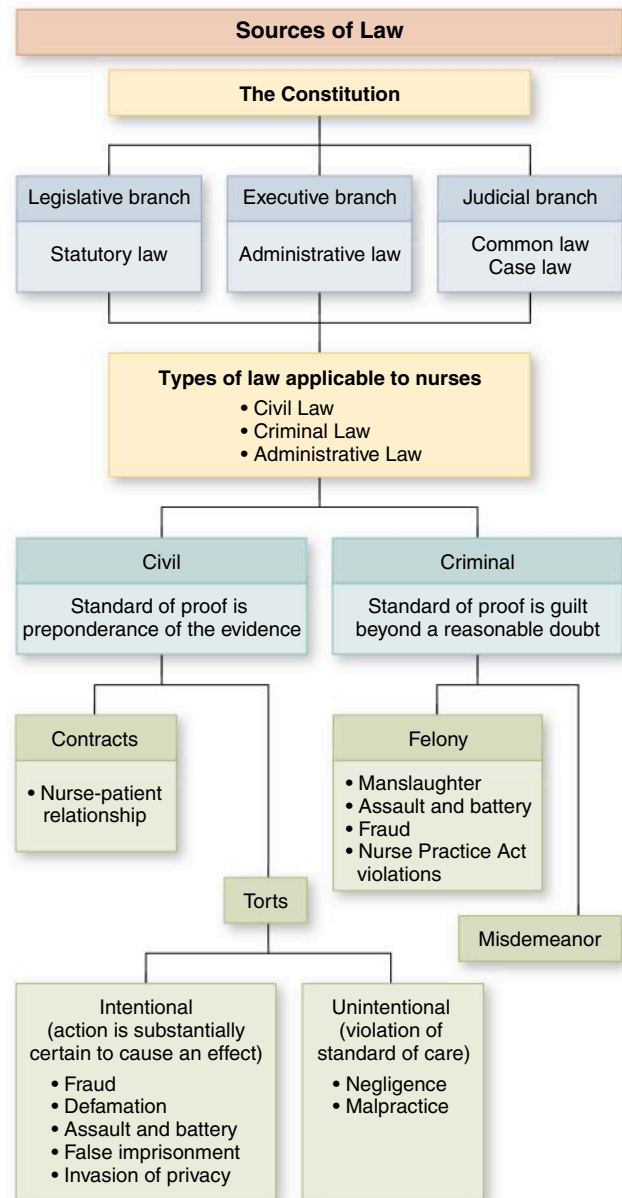 Sources of Law
The Constitution
Legislative branch
Statutory law
Executive branch
Administrative law
Judicial branch
Common law
Case law
Types of law applicable to nurses
• Civil Law
• Criminal Law
• Administrative Law
Civil
Standard of proof is
preponderance of the evidence
Criminal
Standard of proof is guilt
beyond a reasonable doubt
Contracts
• Nurse-patient
relationship
Felony
• Manslaughter
• Assault and battery
• Fraud
• Nurse Practice Act
violations
Torts
Misdemeanor
Intentional
(action is substantially
certain to cause an effect)
• Fraud
• Defamation
• Assault and battery
• False imprisonment
• Invasion of privacy
Unintentional
(violation of
standard of care)
• Negligence
• Malpractice